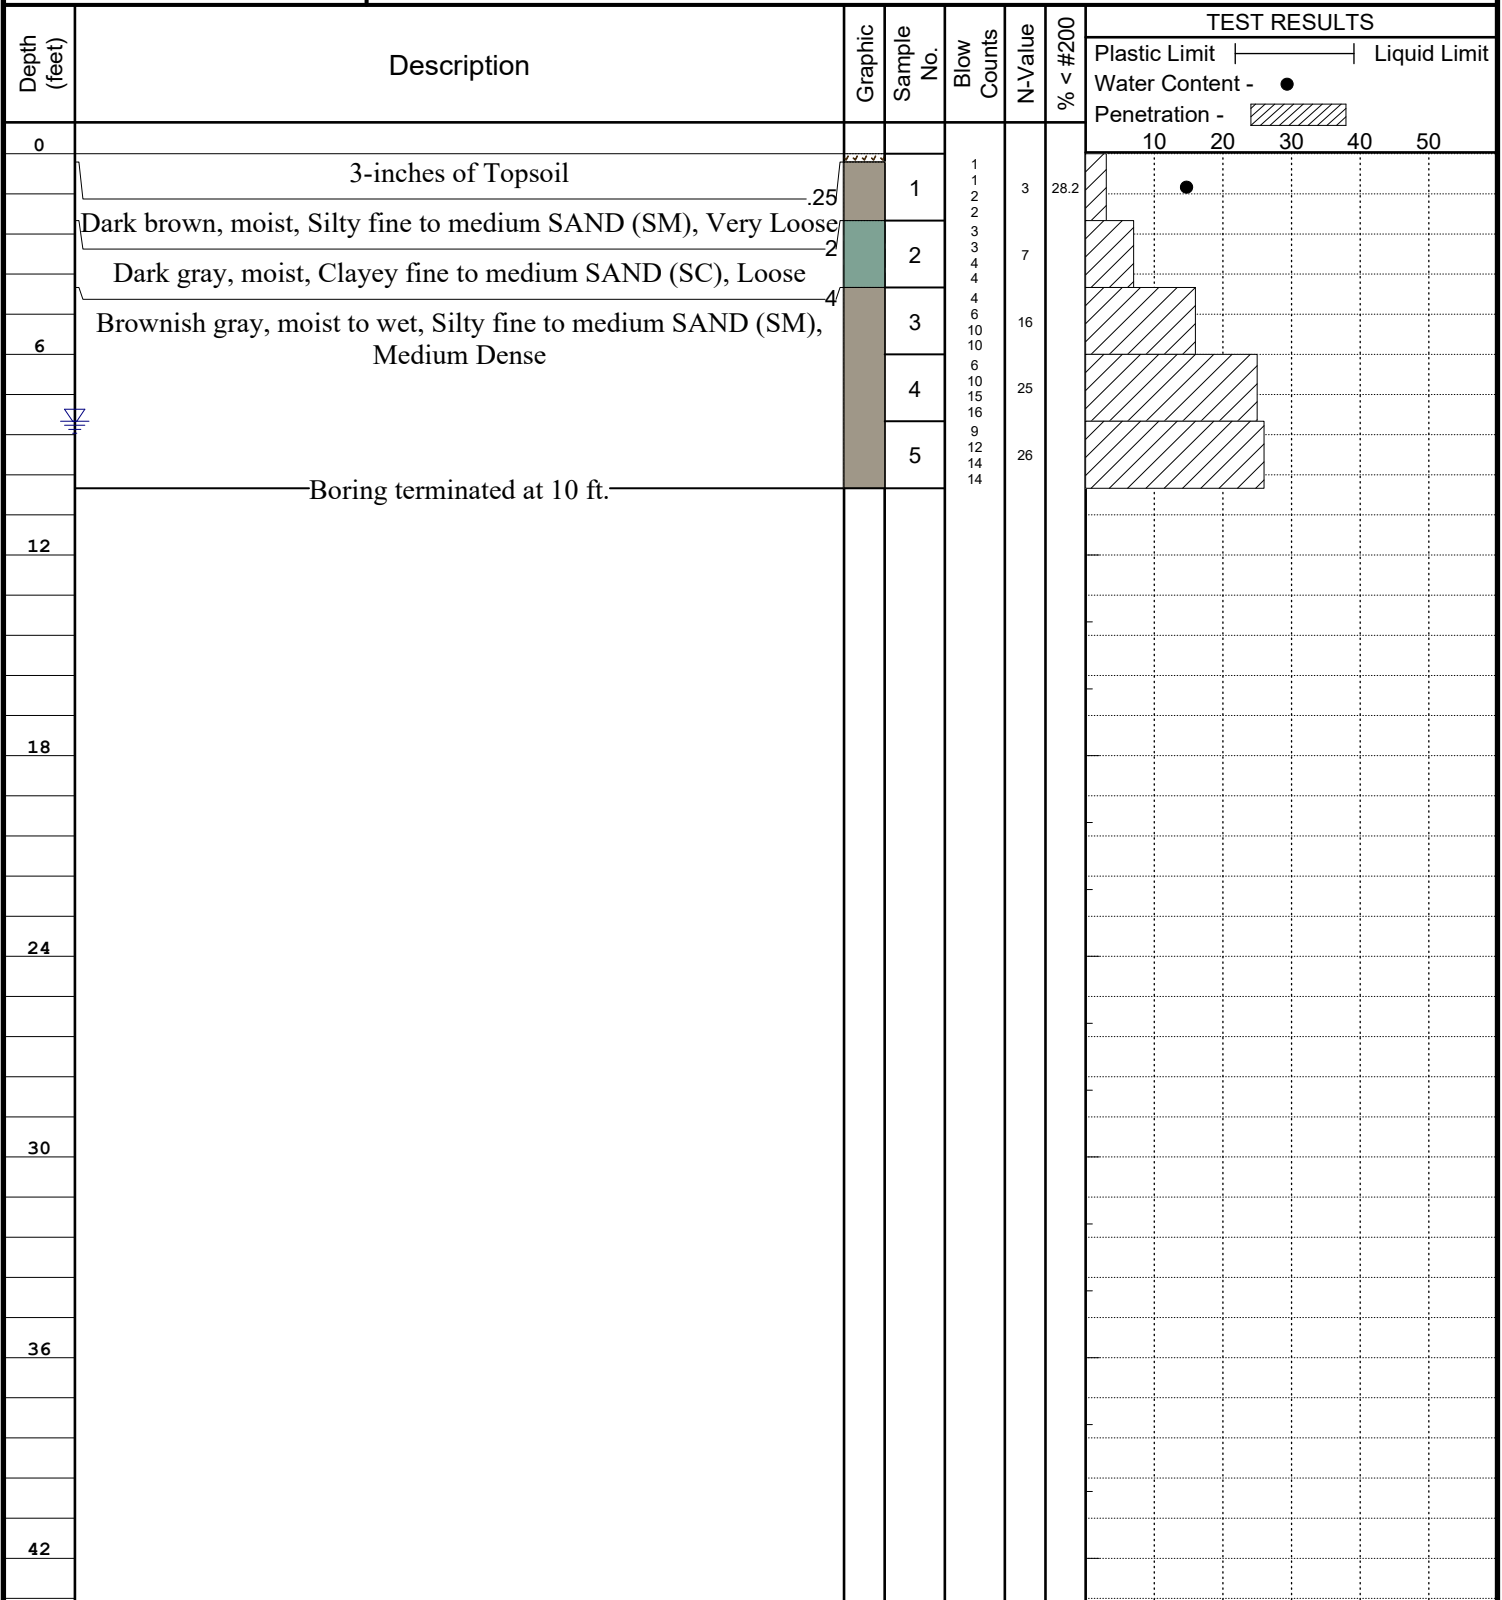 Depth
(feet)
Description
Graphic
Sample
No.
Blow
Counts
N-Value
% < #200
TEST RESULTS
Plastic Limit
Liquid Limit
Water Content -
Penetration -
10 20 30 40 50
0
3-inches of Topsoil
.25
Dark brown, moist, Silty fine to medium SAND (SM), Very Loose
2
Dark gray, moist, Clayey fine to medium SAND (SC), Loose
4
Brownish gray, moist to wet, Silty fine to medium SAND (SM),
Medium Dense
Boring terminated at 10 ft.
1
1
1
2
2
3
28.2
2
3
3
4
4
7
3
4
6
10
10
16
4
6
10
15
16
25
5
9
12
14
14
26
6
12
18
24
30
36
42